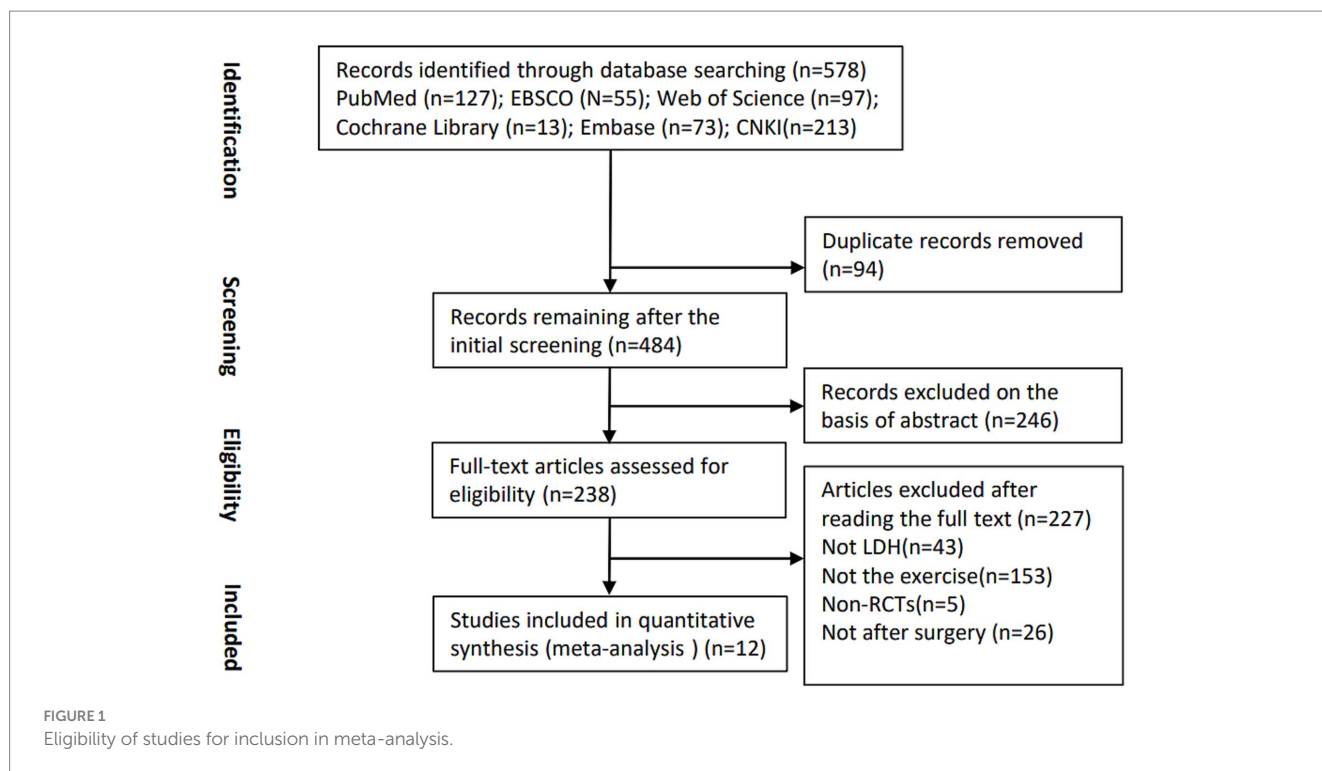 Identification
Records identified through database searching (n=578)
PubMed (n=127); EBSCO (N=55); Web of Science (n=97);
Cochrane Library (n=13); Embase (n=73); CNKI(n=213)
Duplicate records removed
(n=94)
Screening
Records remaining after the
initial screening (n=484)
Records excluded on the
basis of abstract (n=246)
Eligibility
Full-text articles assessed for
eligibility (n=238)
Articles excluded after
reading the full text (n=227)
Not LDH(n=43)
Not the exercise(n=153)
Non-RCTs(n=5)
Not after surgery (n=26)
Included
Studies included in quantitative
synthesis (meta-analysis ) (n=12)
FIGURE 1
Eligibility of studies for inclusion in meta-analysis.